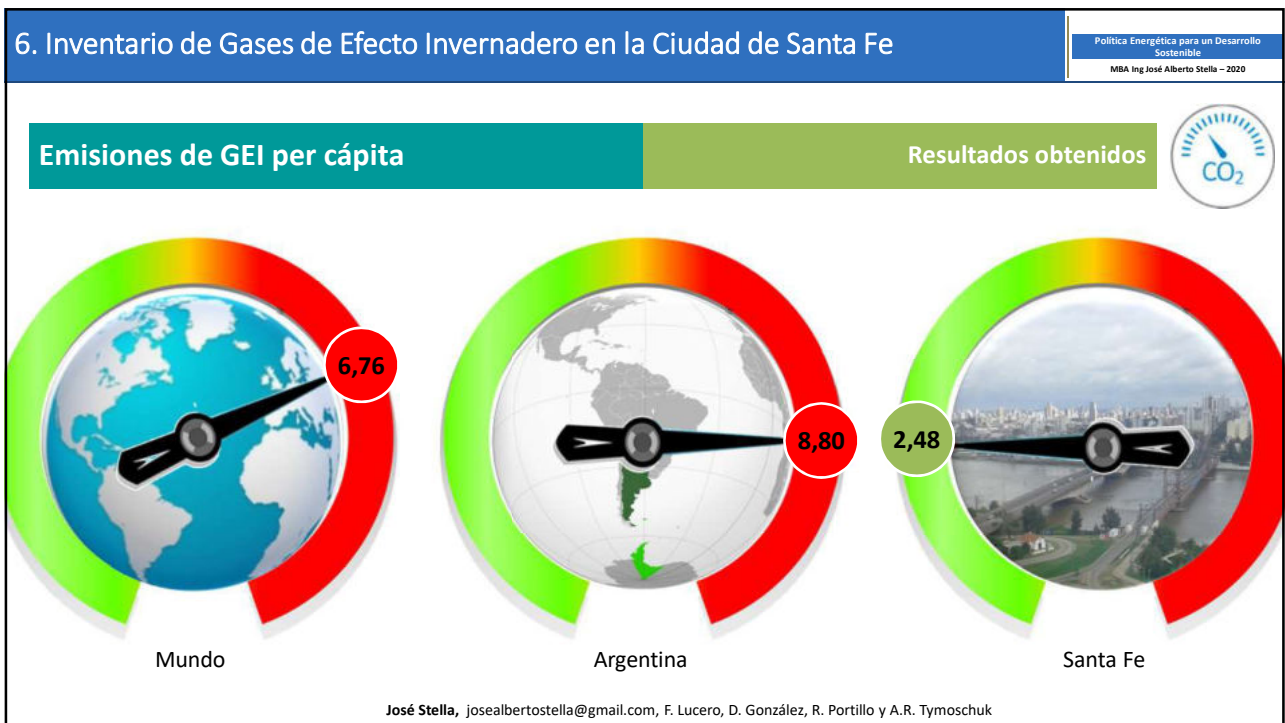 6. Inventario de Gases de Efecto Invernadero en la Ciudad de Santa Fe
Política Energética para un Desarrollo
Sostenible
MBA Ing José Alberto Stella – 2020
Emisiones de GEI per cápita
Resultados obtenidos
CO₂
6,76
8,80
2,48
Mundo
Argentina
Santa Fe
José Stella, josealbertostella@gmail.com, F. Lucero, D. González, R. Portillo y A.R. Tymoschuk